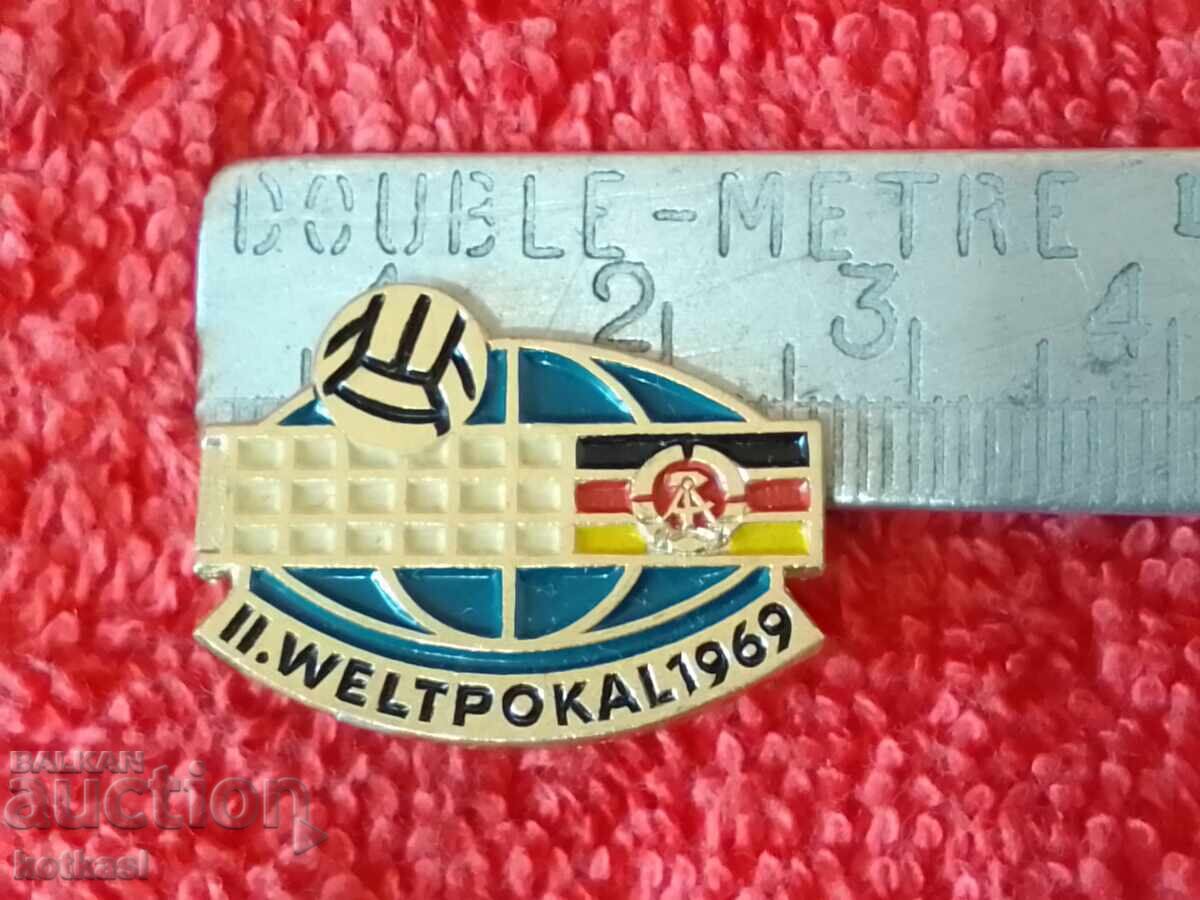 DOUBLE-METRE
1 2 3 4
II. WELTPOKAL 1969
BALKAN
auction
kotkasl